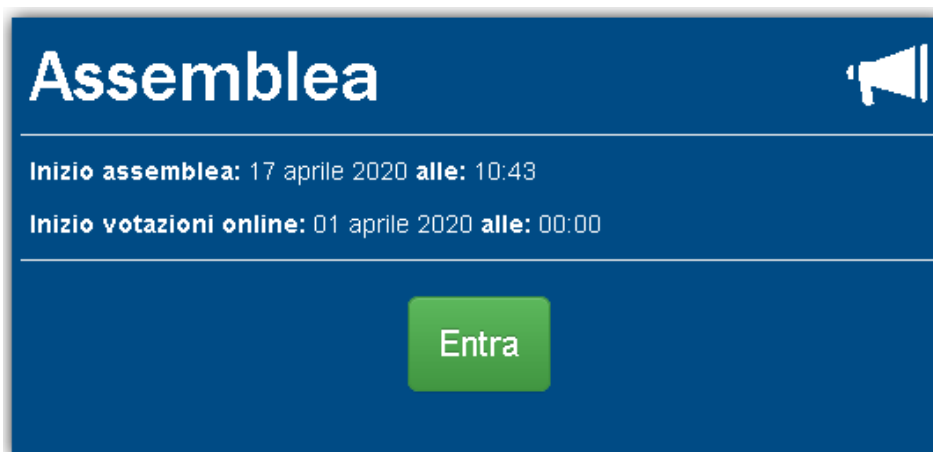 Assemblea
Inizio assemblea: 17 aprile 2020 alle: 10:43
Inizio votazioni online: 01 aprile 2020 alle: 00:00
Entra